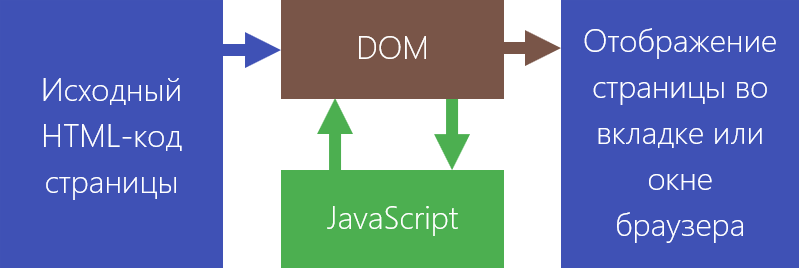 Исходный
HTML-код
страницы
DOM
JavaScript
Отображение
страницы во
вкладке или
окне
браузера